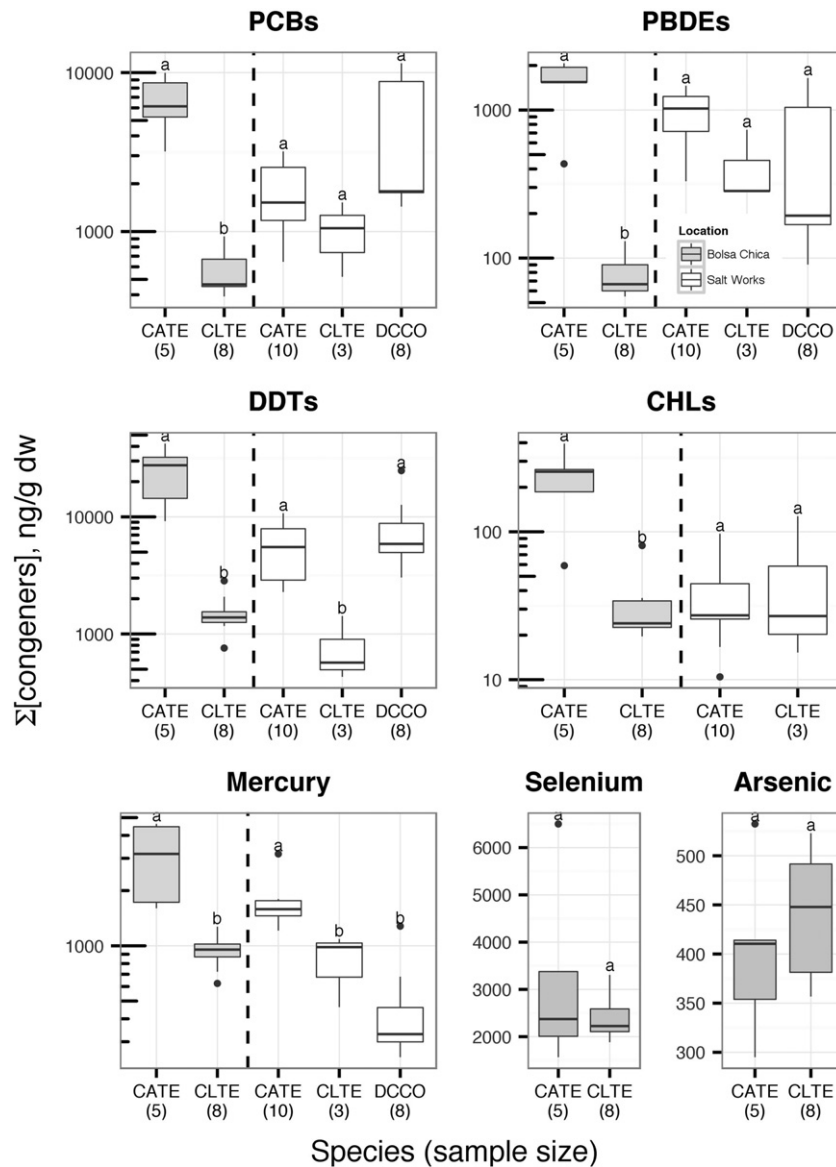 PCBs
a
a
a
a
b
10000
1000
CATE CLTE CATE CLTE DCCO
(5) (8) (10) (3) (8)
PBDEs
a
a
a
a
b
1000
100
Location
Bolsa Chica
Salt Works
CATE CLTE CATE CLTE DCCO
(5) (8) (10) (3) (8)
DDTs
a
a
a
b
b
10000
1000
CATE CLTE CATE CLTE DCCO
(5) (8) (10) (3) (8)
CHLs
a
b
a
a
100
10
CATE CLTE CATE CLTE
(5) (8) (10) (3)
Σ[congeners], ng/g dw
Mercury
a
a
b
b
b
1000
CATE CLTE CATE CLTE DCCO
(5) (8) (10) (3) (8)
Selenium
a
a
6000
5000
4000
3000
2000
CATE CLTE
(5) (8)
Arsenic
a
a
500
450
400
350
300
CATE CLTE
(5) (8)
Species (sample size)